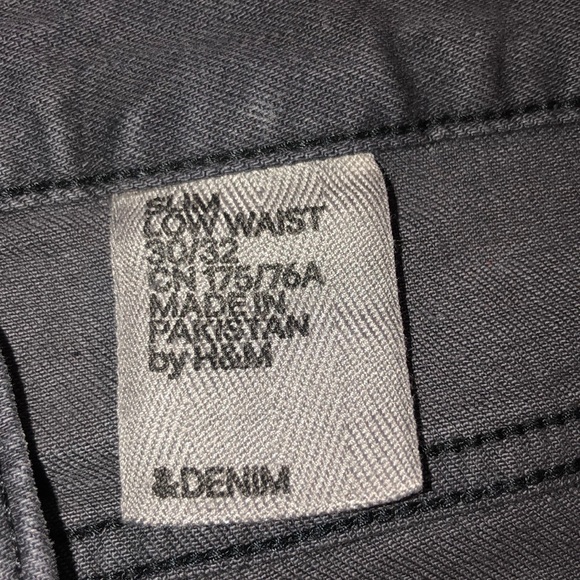 SLIM
LOW WAIST
30/32
CN 175/76A
MADE IN
PAKISTAN
by H&M
&DENIM